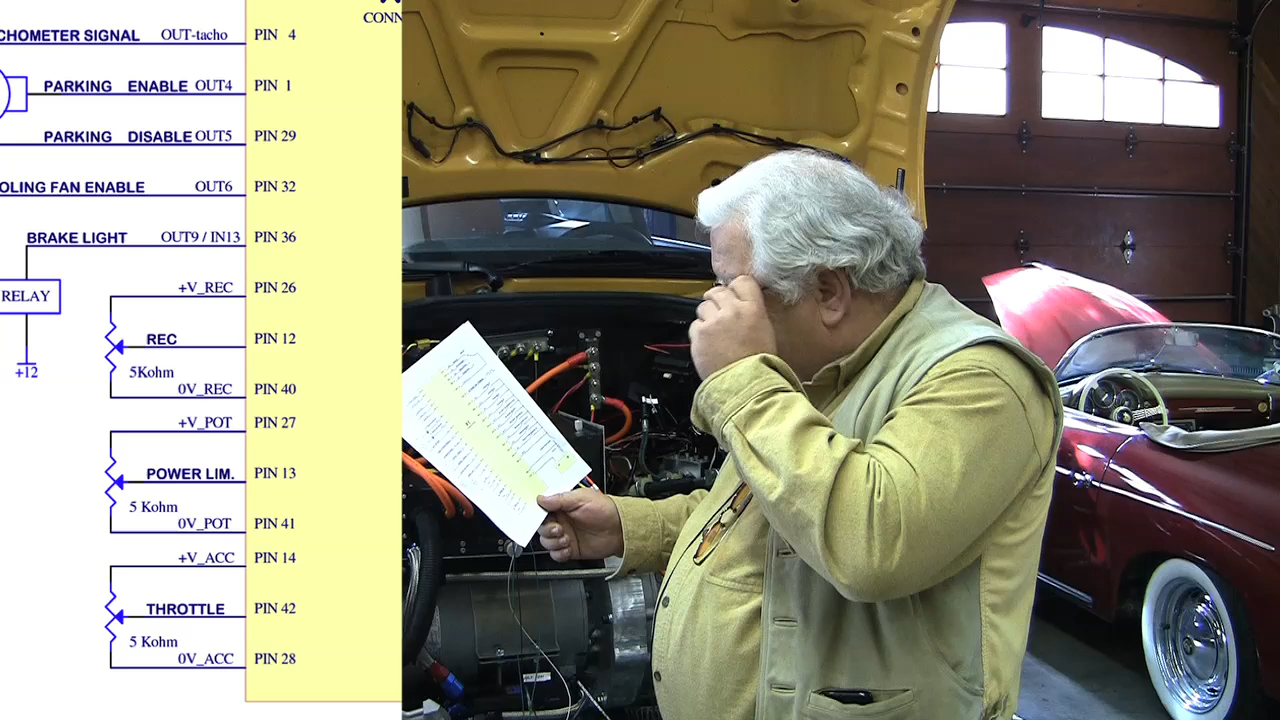 CONN
CHOMETER SIGNAL OUT-tacho PIN 4
PARKING ENABLE OUT4 PIN 1
PARKING DISABLE OUT5 PIN 29
OLING FAN ENABLE OUT6 PIN 32
BRAKE LIGHT OUT9 / IN13 PIN 36
+V_REC PIN 26
RELAY
REC PIN 12
+12 5Kohm
0V_REC PIN 40
+V_POT PIN 27
POWER LIM. PIN 13
5 Kohm
0V_POT PIN 41
+V_ACC PIN 14
THROTTLE PIN 42
5 Kohm
0V_ACC PIN 28